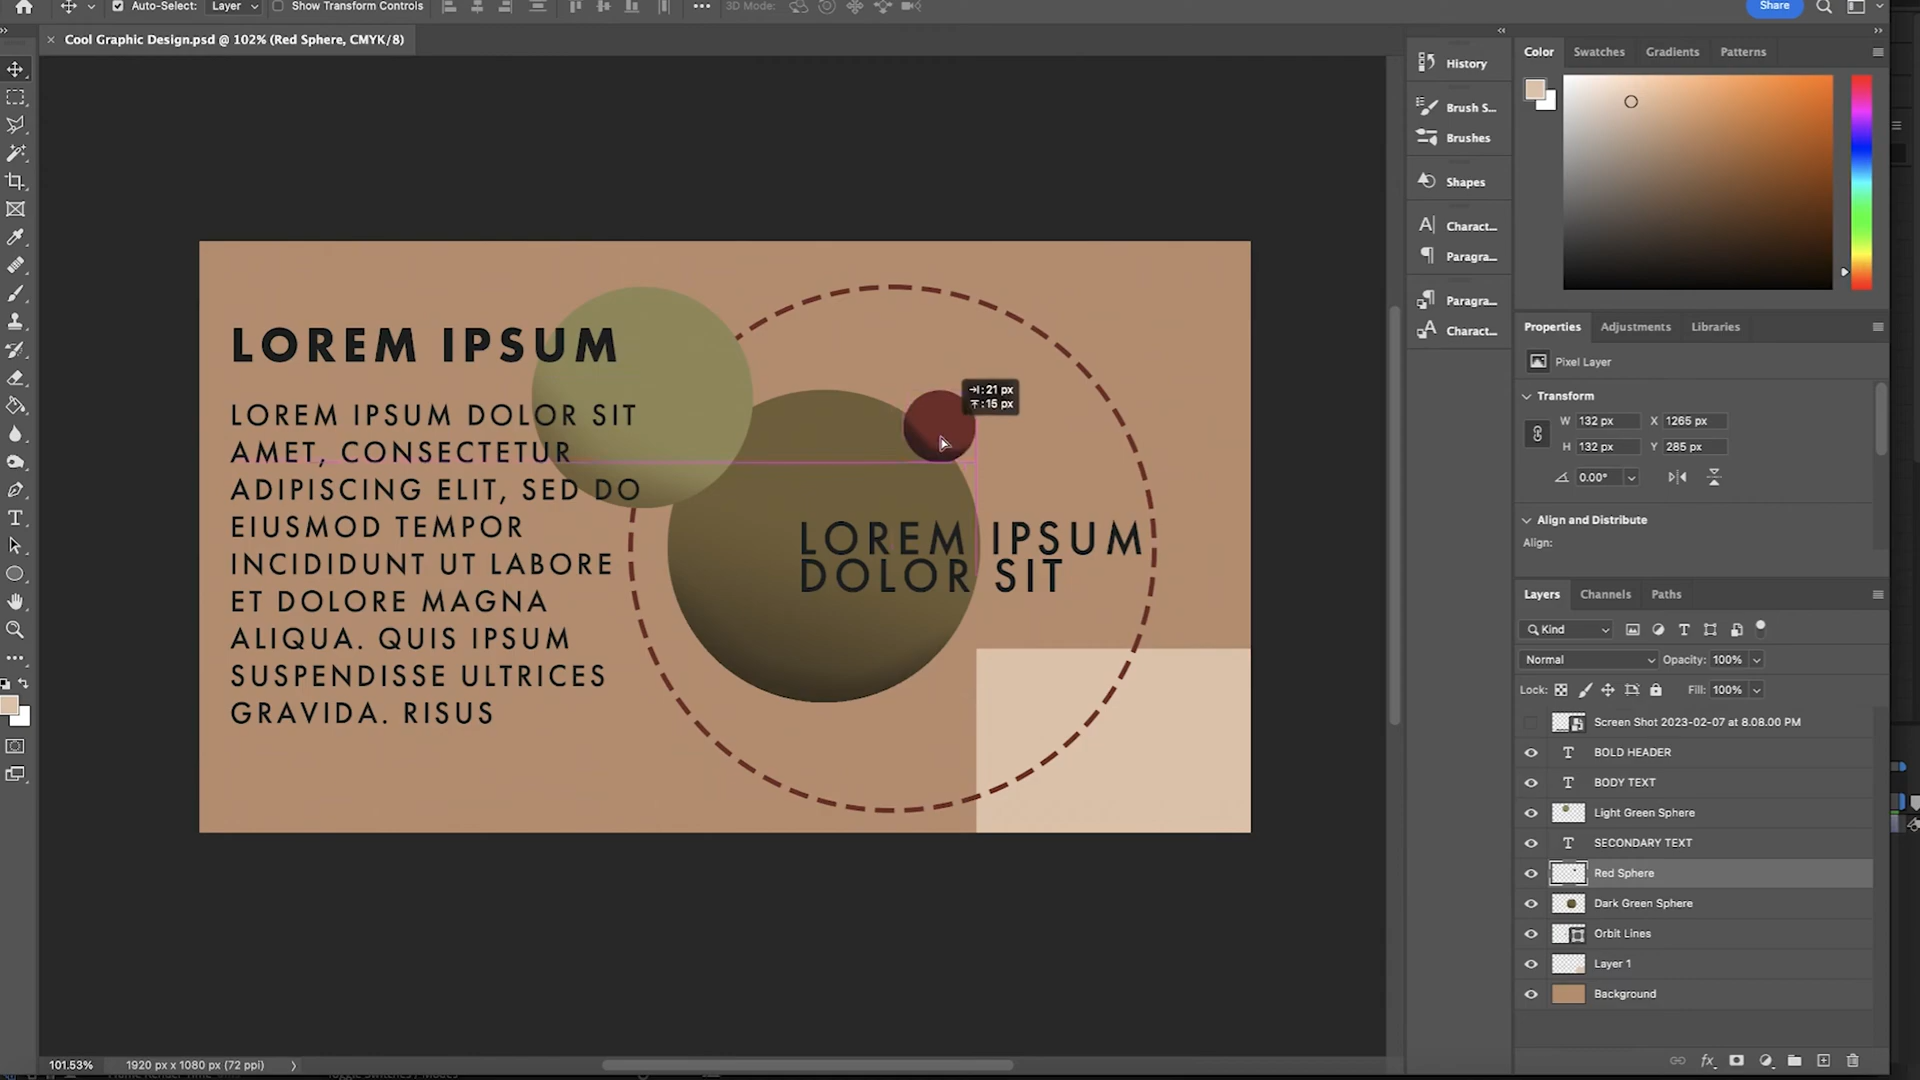 Auto-Select:
Layer
Show Transform Controls
3D Mode:
Share
Cool Graphic Design.psd @ 102% (Red Sphere, CMYK/8)
LOREM IPSUM
LOREM IPSUM DOLOR SIT
AMET, CONSECTETUR
ADIPISCING ELIT, SED DO
EIUSMOD TEMPOR
INCIDIDUNT UT LABORE
ET DOLORE MAGNA
ALIQUA. QUIS IPSUM
SUSPENDISSE ULTRICES
GRAVIDA. RISUS
LOREM IPSUM
DOLOR SIT
: 21 px
: 15 px
History
Brush S...
Brushes
Shapes
Charact...
Paragra...
Paragra...
Charact...
Color
Swatches
Gradients
Patterns
Properties
Adjustments
Libraries
Pixel Layer
Transform
W 132 px X 1265 px
H 132 px Y 285 px
0.00°
Align and Distribute
Align:
Layers
Channels
Paths
Kind
Normal
Opacity: 100%
Lock:
Fill: 100%
Screen Shot 2023-02-07 at 8.08.00 PM
BOLD HEADER
BODY TEXT
Light Green Sphere
SECONDARY TEXT
Red Sphere
Dark Green Sphere
Orbit Lines
Layer 1
Background
101.53%
1920 px x 1080 px (72 ppi)